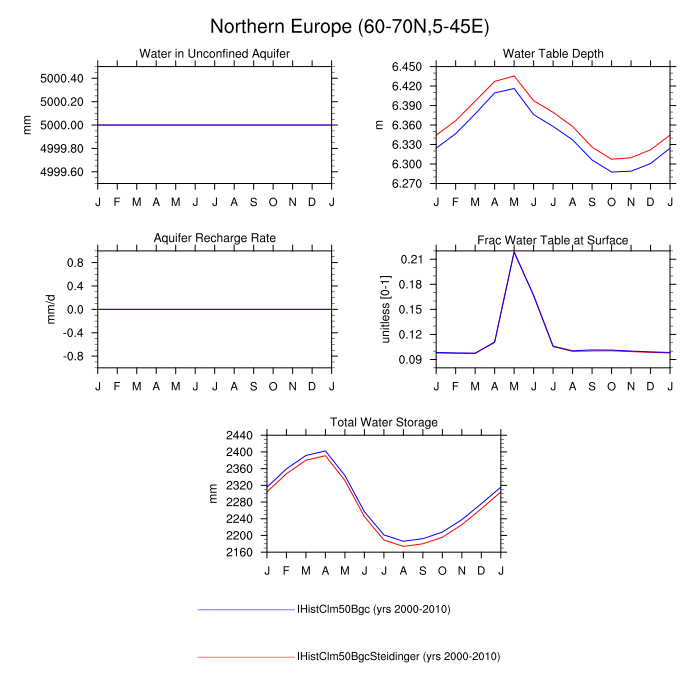 Northern Europe (60-70N,5-45E)
Water in Unconfined Aquifer
mm
5000.40
5000.20
5000.00
4999.80
4999.60
J F M A M J J A S O N D J
Water Table Depth
m
6.450
6.420
6.390
6.360
6.330
6.300
6.270
J F M A M J J A S O N D J
Aquifer Recharge Rate
mm/d
0.8
0.4
0.0
-0.4
-0.8
J F M A M J J A S O N D J
Frac Water Table at Surface
unitless [0-1]
0.21
0.18
0.15
0.12
0.09
J F M A M J J A S O N D J
Total Water Storage
mm
2440
2400
2360
2320
2280
2240
2200
2160
J F M A M J J A S O N D J
IHistClm50Bgc (yrs 2000-2010)
IHistClm50BgcSteidinger (yrs 2000-2010)